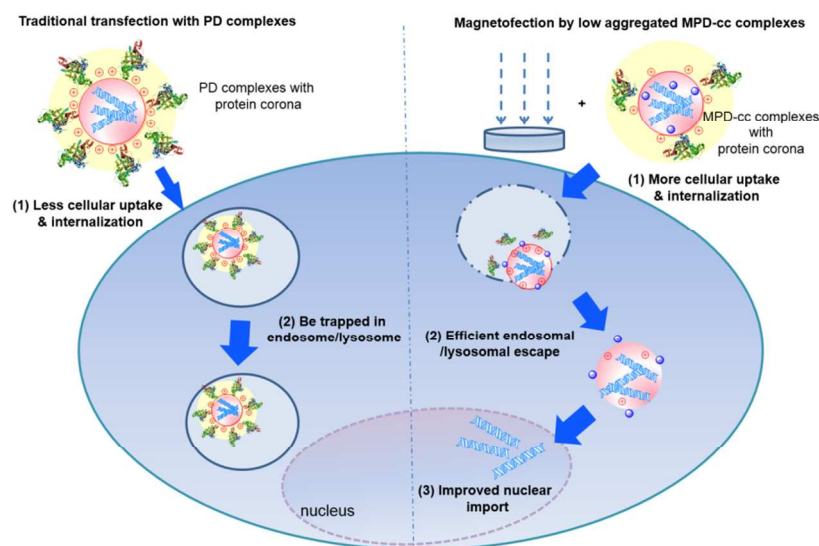 Traditional transfection with PD complexes
PD complexes with
protein corona
(1) Less cellular uptake
& internalization
(2) Be trapped in
endosome/lysosome
Magnetofection by low aggregated MPD-cc complexes
+
MPD-cc complexes
with
protein corona
(1) More cellular uptake
& internalization
(2) Efficient endosomal
/lysosomal escape
(3) Improved nuclear
import
nucleus